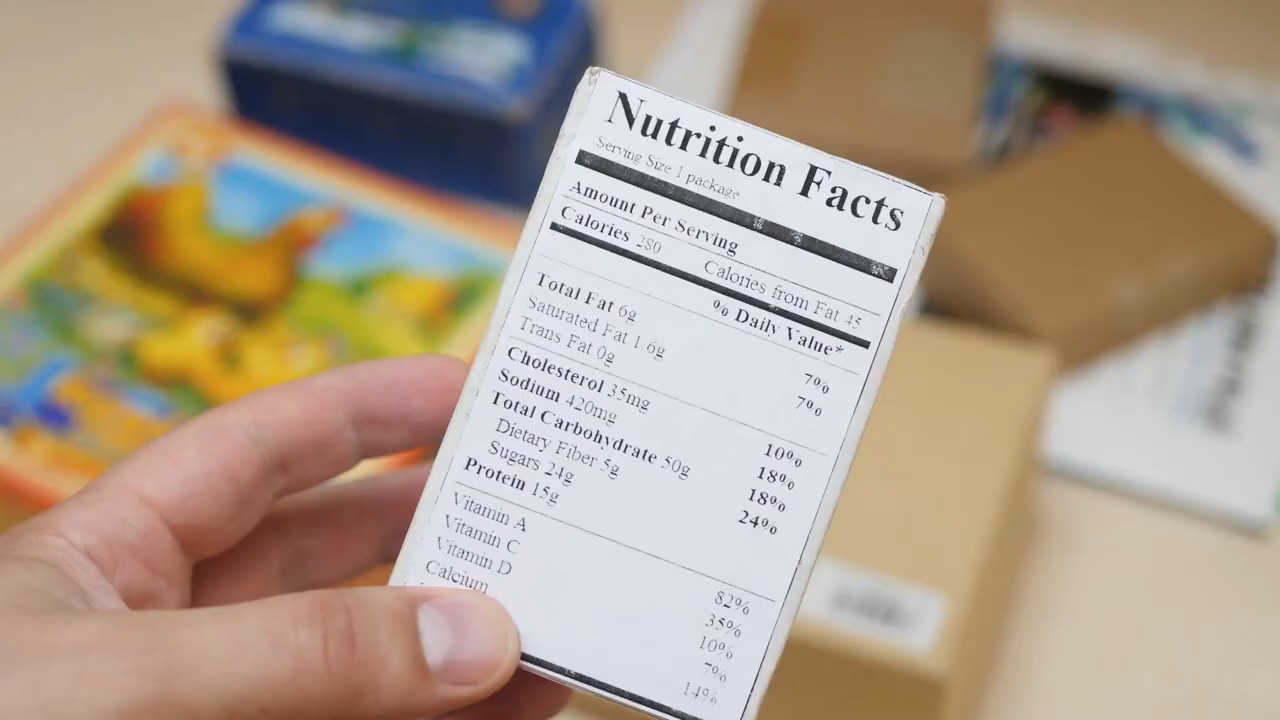 Nutrition Facts
Serving Size 1 package
Amount Per Serving
Calories 280 Calories from Fat 45
% Daily Value*
Total Fat 6g 7%
Saturated Fat 1 6g 7%
Trans Fat 0g
Cholesterol 35mg 10%
Sodium 420mg 18%
Total Carbohydrate 50g 18%
Dietary Fiber 5g 24%
Sugars 24g
Protein 15g
Vitamin A 82%
Vitamin C 35%
Vitamin D 10%
Calcium 7%
14%